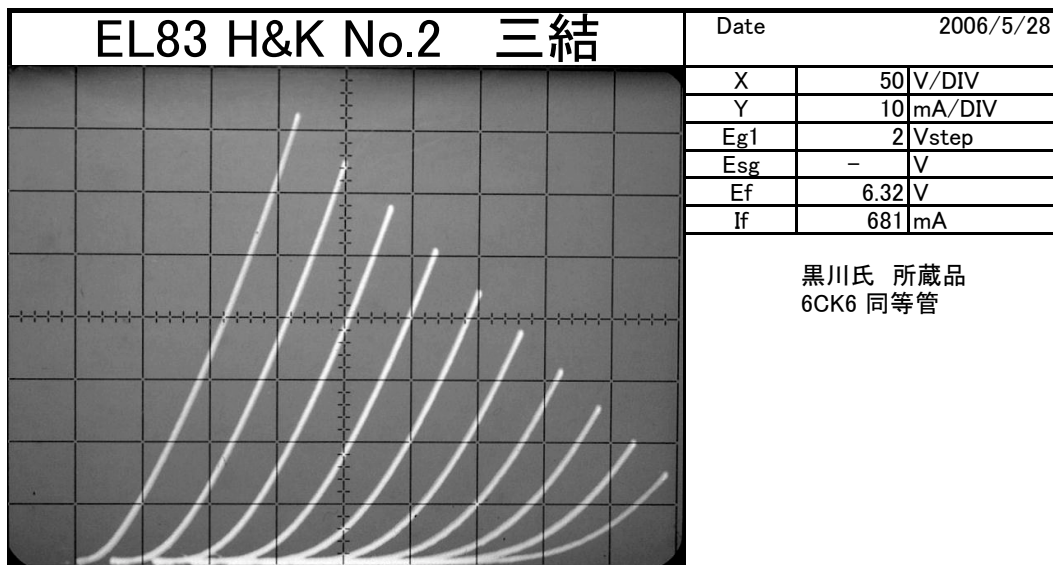 EL83 H&K No.2 三結
Date 2006/5/28
X 50 V/DIV
Y 10 mA/DIV
Eg1 2 Vstep
Esg − V
Ef 6.32 V
If 681 mA
黒川氏 所蔵品
6CK6 同等管